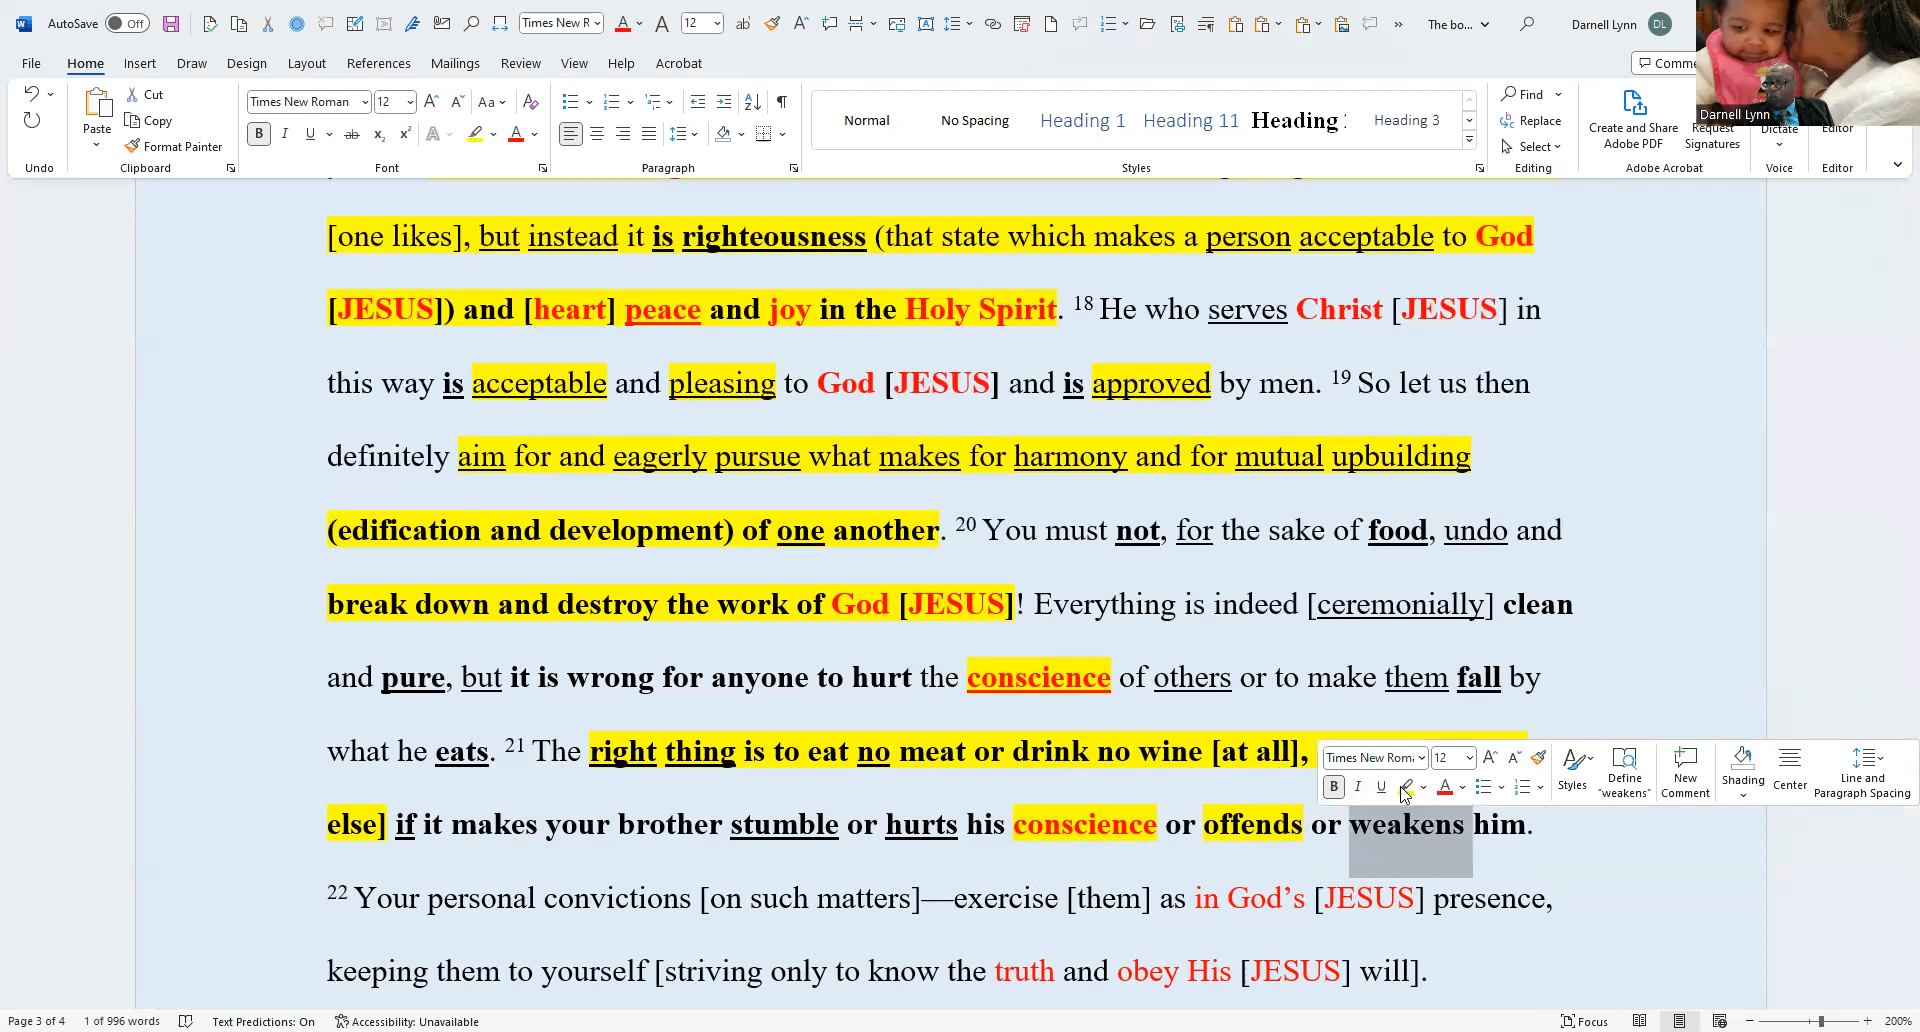 AutoSave Off Times New R 12 The bo... Darnell Lynn DL
File Home Insert Draw Design Layout References Mailings Review View Help Acrobat
Paste Cut Copy Format Painter
Times New Roman 12
Normal No Spacing Heading 1 Heading 11 Heading Heading 3
Find Replace Select
Create and Share Adobe PDF Request Signatures Dictate Editor
Darnell Lynn
Undo Clipboard Font Paragraph Styles Editing Adobe Acrobat Voice Editor
[one likes], but instead it is righteousness (that state which makes a person acceptable to God
[JESUS]) and [heart] peace and joy in the Holy Spirit. 18 He who serves Christ [JESUS] in
this way is acceptable and pleasing to God [JESUS] and is approved by men. 19 So let us then
definitely aim for and eagerly pursue what makes for harmony and for mutual upbuilding
(edification and development) of one another. 20 You must not, for the sake of food, undo and
break down and destroy the work of God [JESUS]! Everything is indeed [ceremonially] clean
and pure, but it is wrong for anyone to hurt the conscience of others or to make them fall by
what he eats. 21 The right thing is to eat no meat or drink no wine [at all],
Times New Roma 12
Styles Define "weakens" New Comment Shading Center Line and Paragraph Spacing
else] if it makes your brother stumble or hurts his conscience or offends or weakens him.
22 Your personal convictions [on such matters]—exercise [them] as in God’s [JESUS] presence,
keeping them to yourself [striving only to know the truth and obey His [JESUS] will].
Page 3 of 4 1 of 996 words Text Predictions: On Accessibility: Unavailable Focus 200%